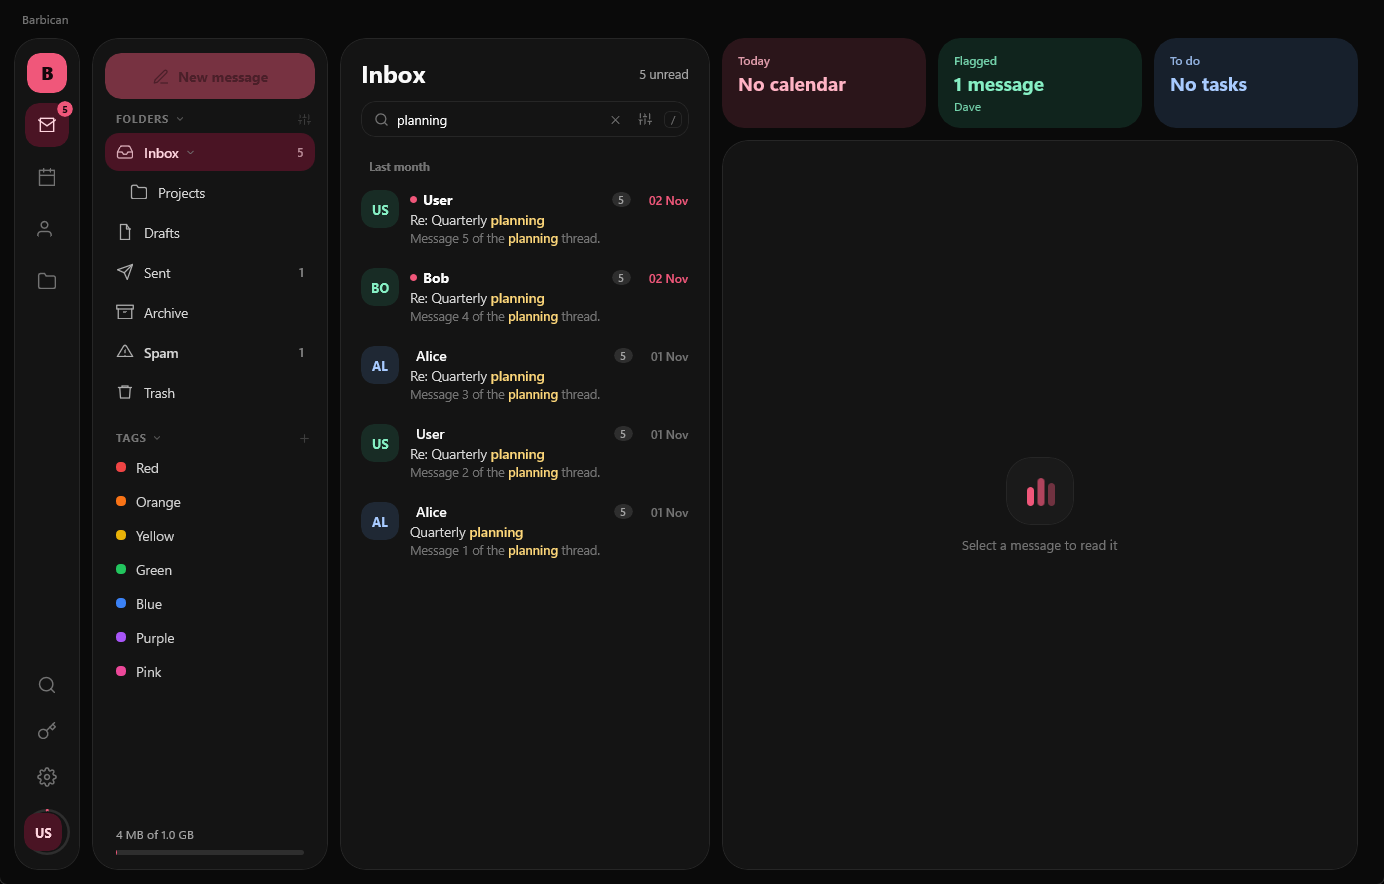 Barbican
B
5
US
New message
FOLDERS
Inbox 5
Projects
Drafts
Sent 1
Archive
Spam 1
Trash
TAGS
Red
Orange
Yellow
Green
Blue
Purple
Pink
4 MB of 1.0 GB
Inbox
5 unread
planning /
Last month
US User 5 02 Nov
Re: Quarterly planning
Message 5 of the planning thread.
BO Bob 5 02 Nov
Re: Quarterly planning
Message 4 of the planning thread.
AL Alice 5 01 Nov
Re: Quarterly planning
Message 3 of the planning thread.
US User 5 01 Nov
Re: Quarterly planning
Message 2 of the planning thread.
AL Alice 5 01 Nov
Quarterly planning
Message 1 of the planning thread.
Today
No calendar
Flagged
1 message
Dave
To do
No tasks
Select a message to read it